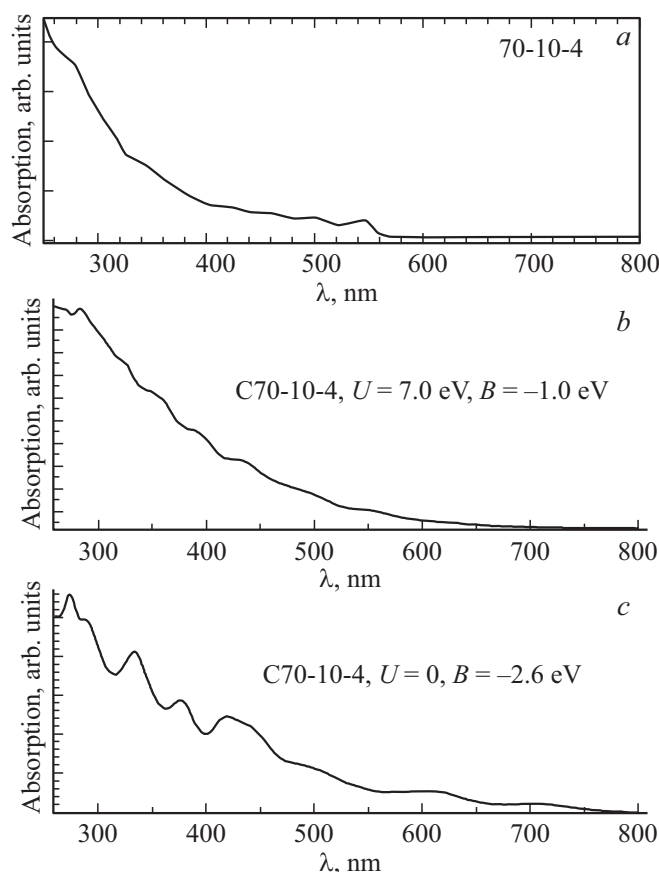 70-10-4
a
Absorption, arb. units
300 400 500 600 700 800
λ, nm
b
C70-10-4, U = 7.0 eV, B = –1.0 eV
Absorption, arb. units
300 400 500 600 700 800
λ, nm
c
C70-10-4, U = 0, B = –2.6 eV
Absorption, arb. units
300 400 500 600 700 800
λ, nm